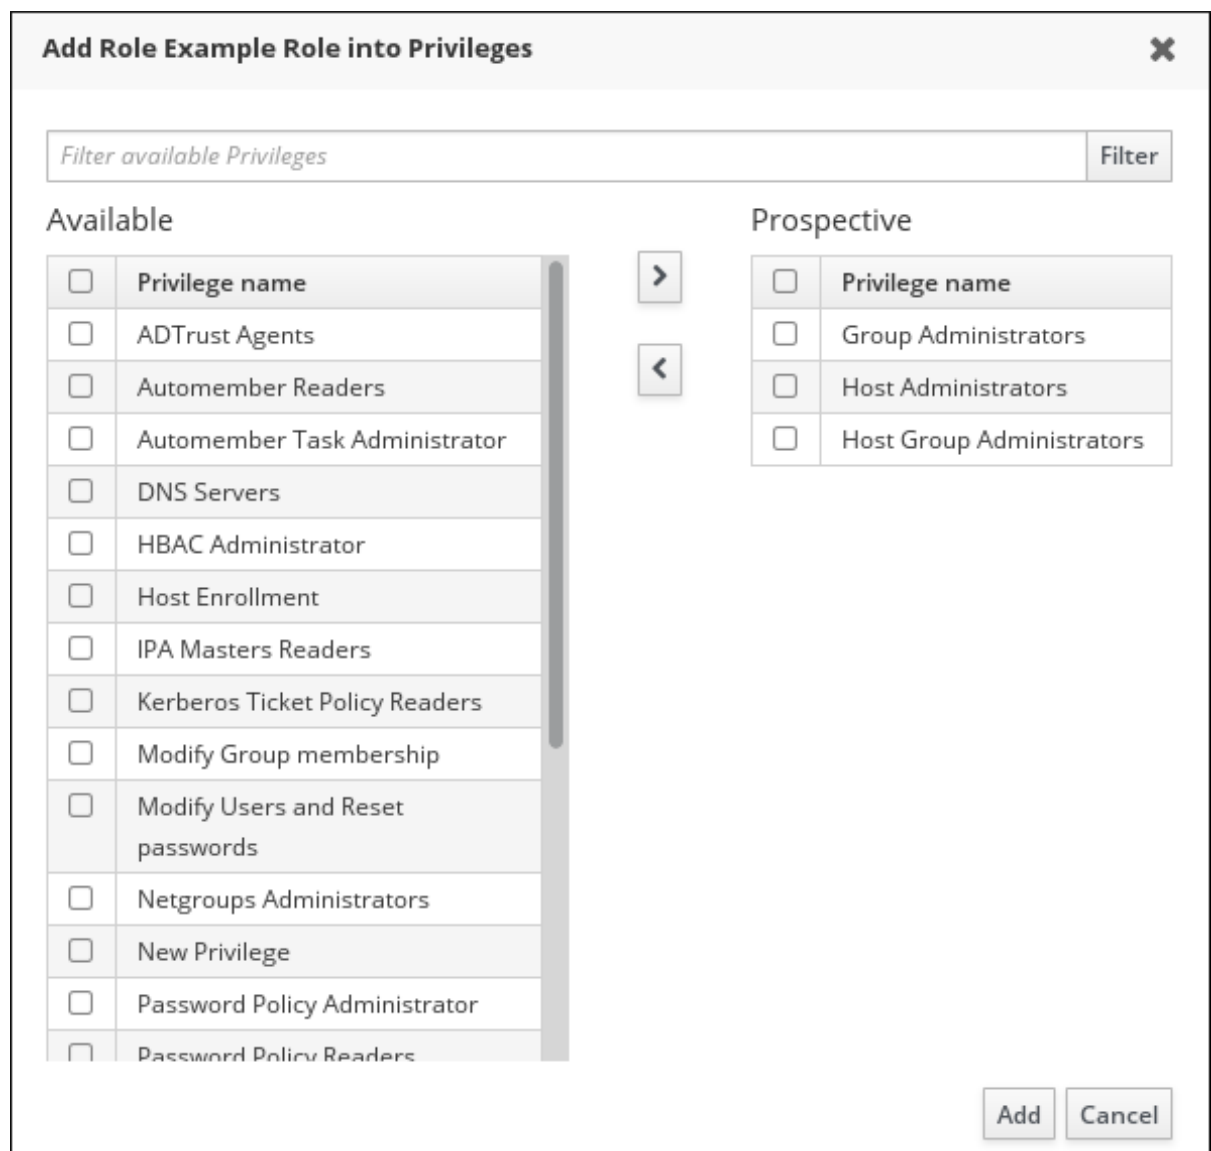 Add Role Example Role into Privileges
Filter available Privileges
Filter
Available
Privilege name
ADTrust Agents
Automember Readers
Automember Task Administrator
DNS Servers
HBAC Administrator
Host Enrollment
IPA Masters Readers
Kerberos Ticket Policy Readers
Modify Group membership
Modify Users and Reset
passwords
Netgroups Administrators
New Privilege
Password Policy Administrator
Password Policy Readers
Prospective
Privilege name
Group Administrators
Host Administrators
Host Group Administrators
Add
Cancel